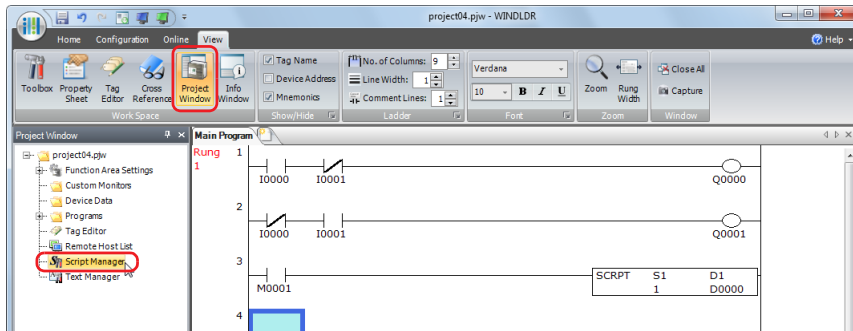 project04.pjw - WINDLDR
Home Configuration Online View Help
Toolbox Property Sheet Tag Editor Cross Reference Project Window Info Window
Work Space
Tag Name
Device Address
Mnemonics
Show/Hide
No. of Columns: 9
Line Width: 1
Comment Lines: 1
Ladder
Verdana
10 B I U
Font
Zoom Rung Width
Zoom
Close All
Capture
Window
Project Window
project04.pjw
Function Area Settings
Custom Monitors
Device Data
Programs
Tag Editor
Remote Host List
Script Manager
Text Manager
Main Program
Rung 1
1
I0000 I0001 Q0000
2
I0000 I0001 Q0001
3
SCRPT S1 D1
M0001 1 D0000
4